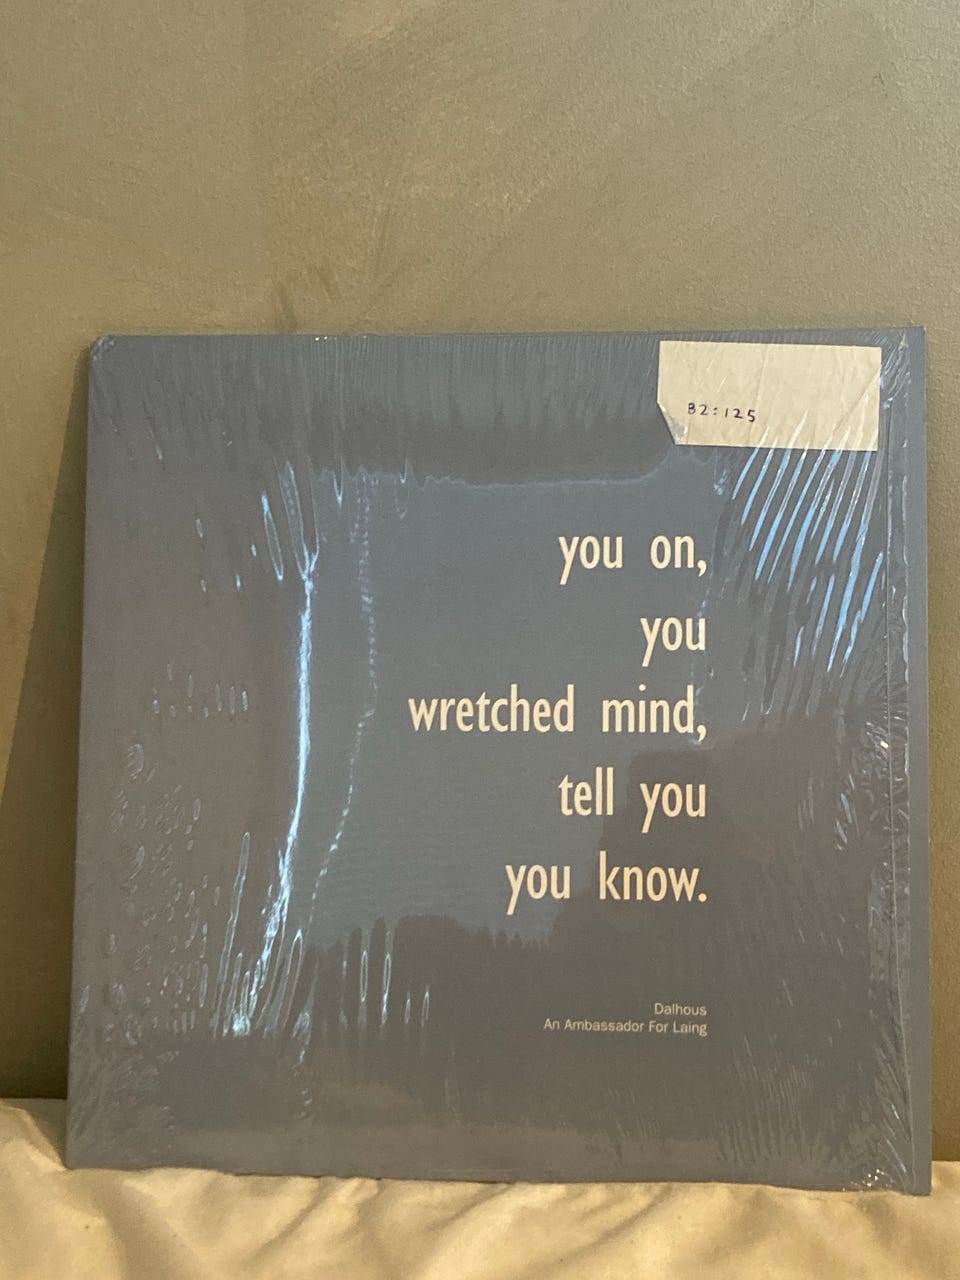 B2:125
you on,
you
wretched mind,
tell you
you know.
Dalhous
An Ambassador For Laing